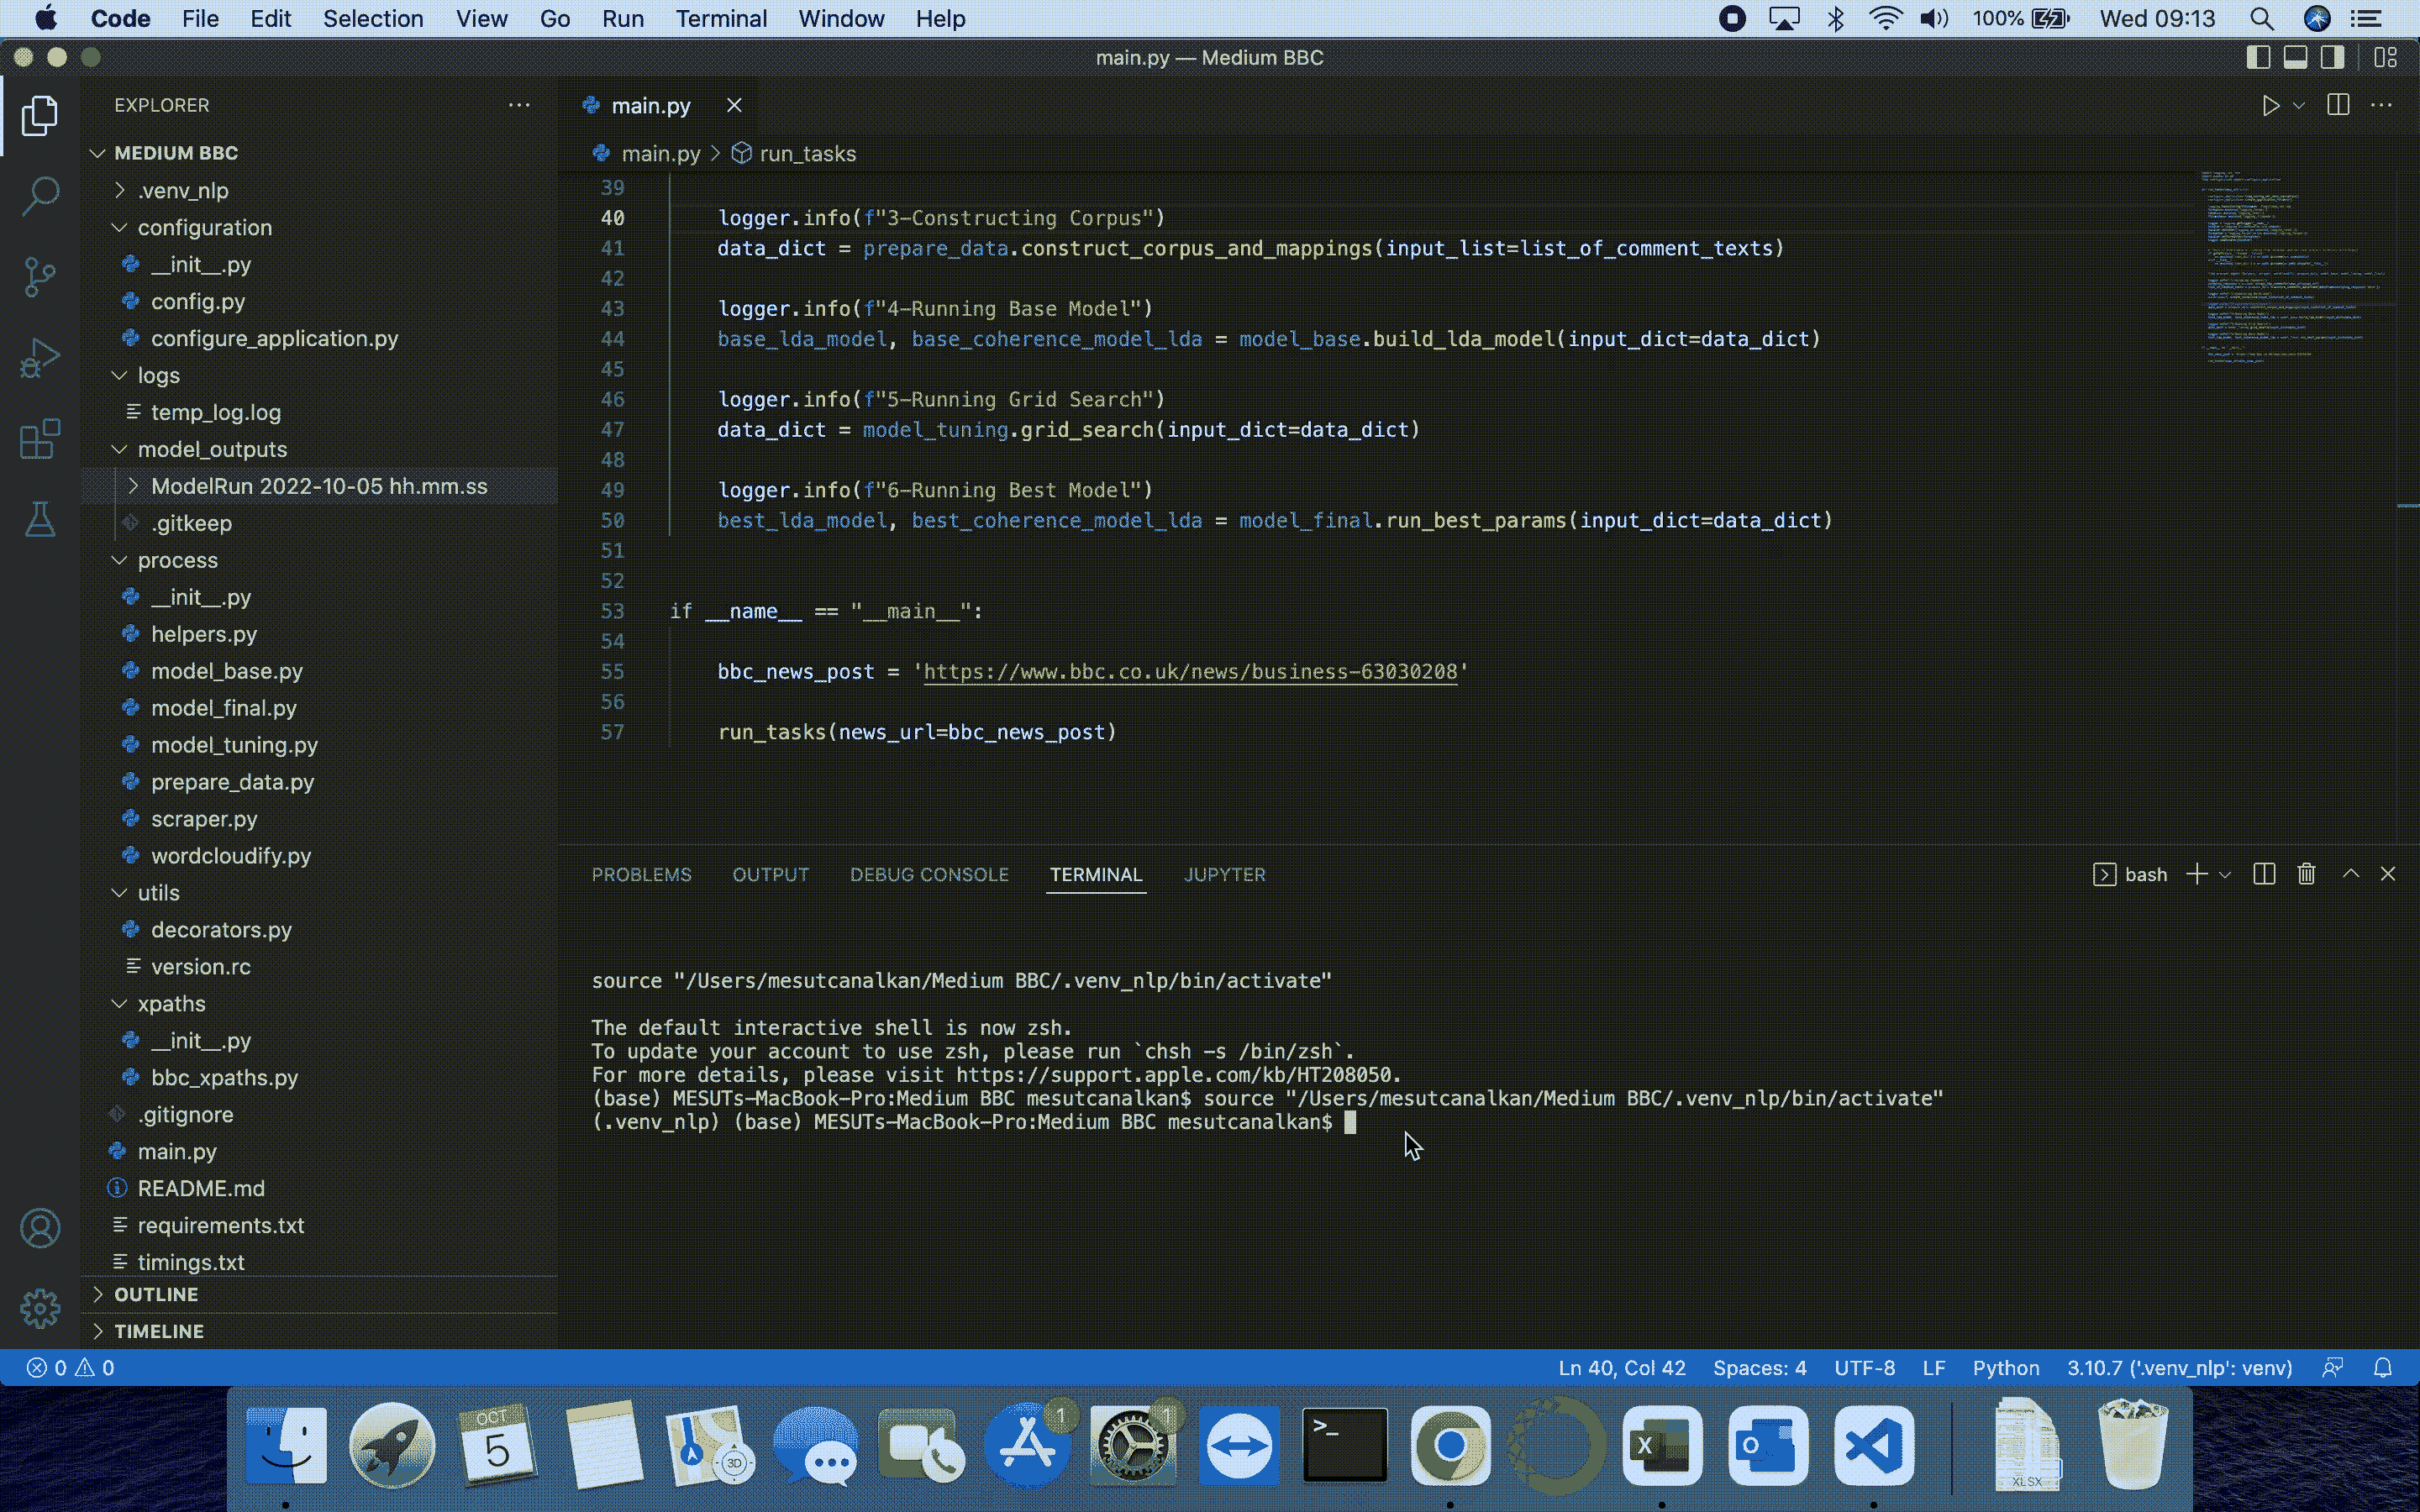 Code File Edit Selection View Go Run Terminal Window Help 100% Wed 09:13
main.py — Medium BBC
EXPLORER
MEDIUM BBC
.venv_nlp
configuration
__init__.py
config.py
configure_application.py
logs
temp_log.log
model_outputs
ModelRun 2022-10-05 hh.mm.ss
.gitkeep
process
__init__.py
helpers.py
model_base.py
model_final.py
model_tuning.py
prepare_data.py
scraper.py
wordcloudify.py
utils
decorators.py
version.rc
xpaths
__init__.py
bbc_xpaths.py
.gitignore
main.py
README.md
requirements.txt
timings.txt
OUTLINE
TIMELINE
main.py
main.py > run_tasks
39
40 logger.info(f"3-Constructing Corpus")
41 data_dict = prepare_data.construct_corpus_and_mappings(input_list=list_of_comment_texts)
42
43 logger.info(f"4-Running Base Model")
44 base_lda_model, base_coherence_model_lda = model_base.build_lda_model(input_dict=data_dict)
45
46 logger.info(f"5-Running Grid Search")
47 data_dict = model_tuning.grid_search(input_dict=data_dict)
48
49 logger.info(f"6-Running Best Model")
50 best_lda_model, best_coherence_model_lda = model_final.run_best_params(input_dict=data_dict)
51
52
53 if __name__ == "__main__":
54
55 bbc_news_post = 'https://www.bbc.co.uk/news/business-63030208'
56
57 run_tasks(news_url=bbc_news_post)
PROBLEMS OUTPUT DEBUG CONSOLE TERMINAL JUPYTER bash
source "/Users/mesutcanalkan/Medium BBC/.venv_nlp/bin/activate"
The default interactive shell is now zsh.
To update your account to use zsh, please run `chsh -s /bin/zsh`.
For more details, please visit https://support.apple.com/kb/HT208050.
(base) MESUTs-MacBook-Pro:Medium BBC mesutcanalkan$ source "/Users/mesutcanalkan/Medium BBC/.venv_nlp/bin/activate"
(.venv_nlp) (base) MESUTs-MacBook-Pro:Medium BBC mesutcanalkan$
0 0 Ln 40, Col 42 Spaces: 4 UTF-8 LF Python 3.10.7 ('.venv_nlp': venv)
OCT
5
3D
1
1
>_
X
O
XLSX